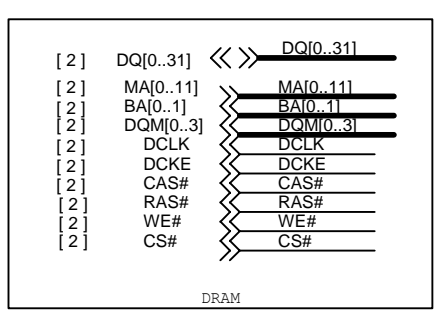 [ 2 ] DQ[0..31] DQ[0..31]
[ 2 ] MA[0..11] MA[0..11]
[ 2 ] BA[0..1] BA[0..1]
[ 2 ] DQM[0..3] DQM[0..3]
[ 2 ] DCLK DCLK
[ 2 ] DCKE DCKE
[ 2 ] CAS# CAS#
[ 2 ] RAS# RAS#
[ 2 ] WE# WE#
[ 2 ] CS# CS#
DRAM